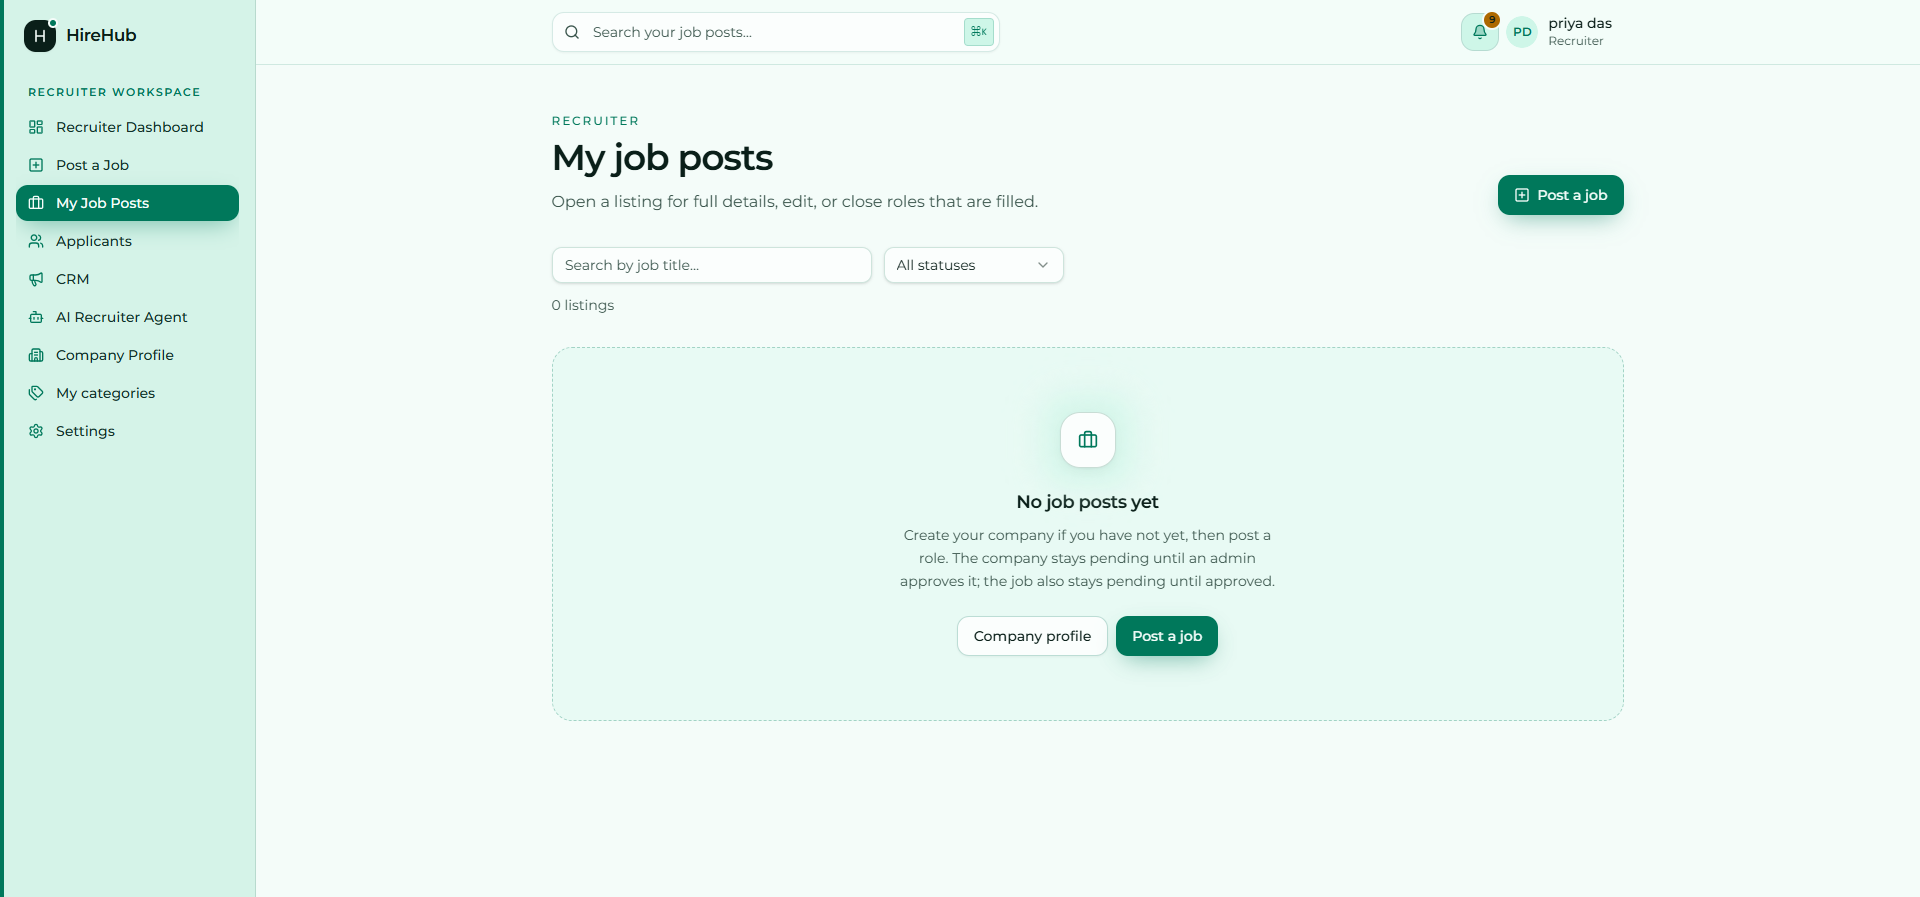 H HireHub
RECRUITER WORKSPACE
Recruiter Dashboard
Post a Job
My Job Posts
Applicants
CRM
AI Recruiter Agent
Company Profile
My categories
Settings
Search your job posts...
⌘K
9
PD
priya das
Recruiter
RECRUITER
My job posts
Open a listing for full details, edit, or close roles that are filled.
Post a job
Search by job title...
All statuses
0 listings
No job posts yet
Create your company if you have not yet, then post a
role. The company stays pending until an admin
approves it; the job also stays pending until approved.
Company profile
Post a job